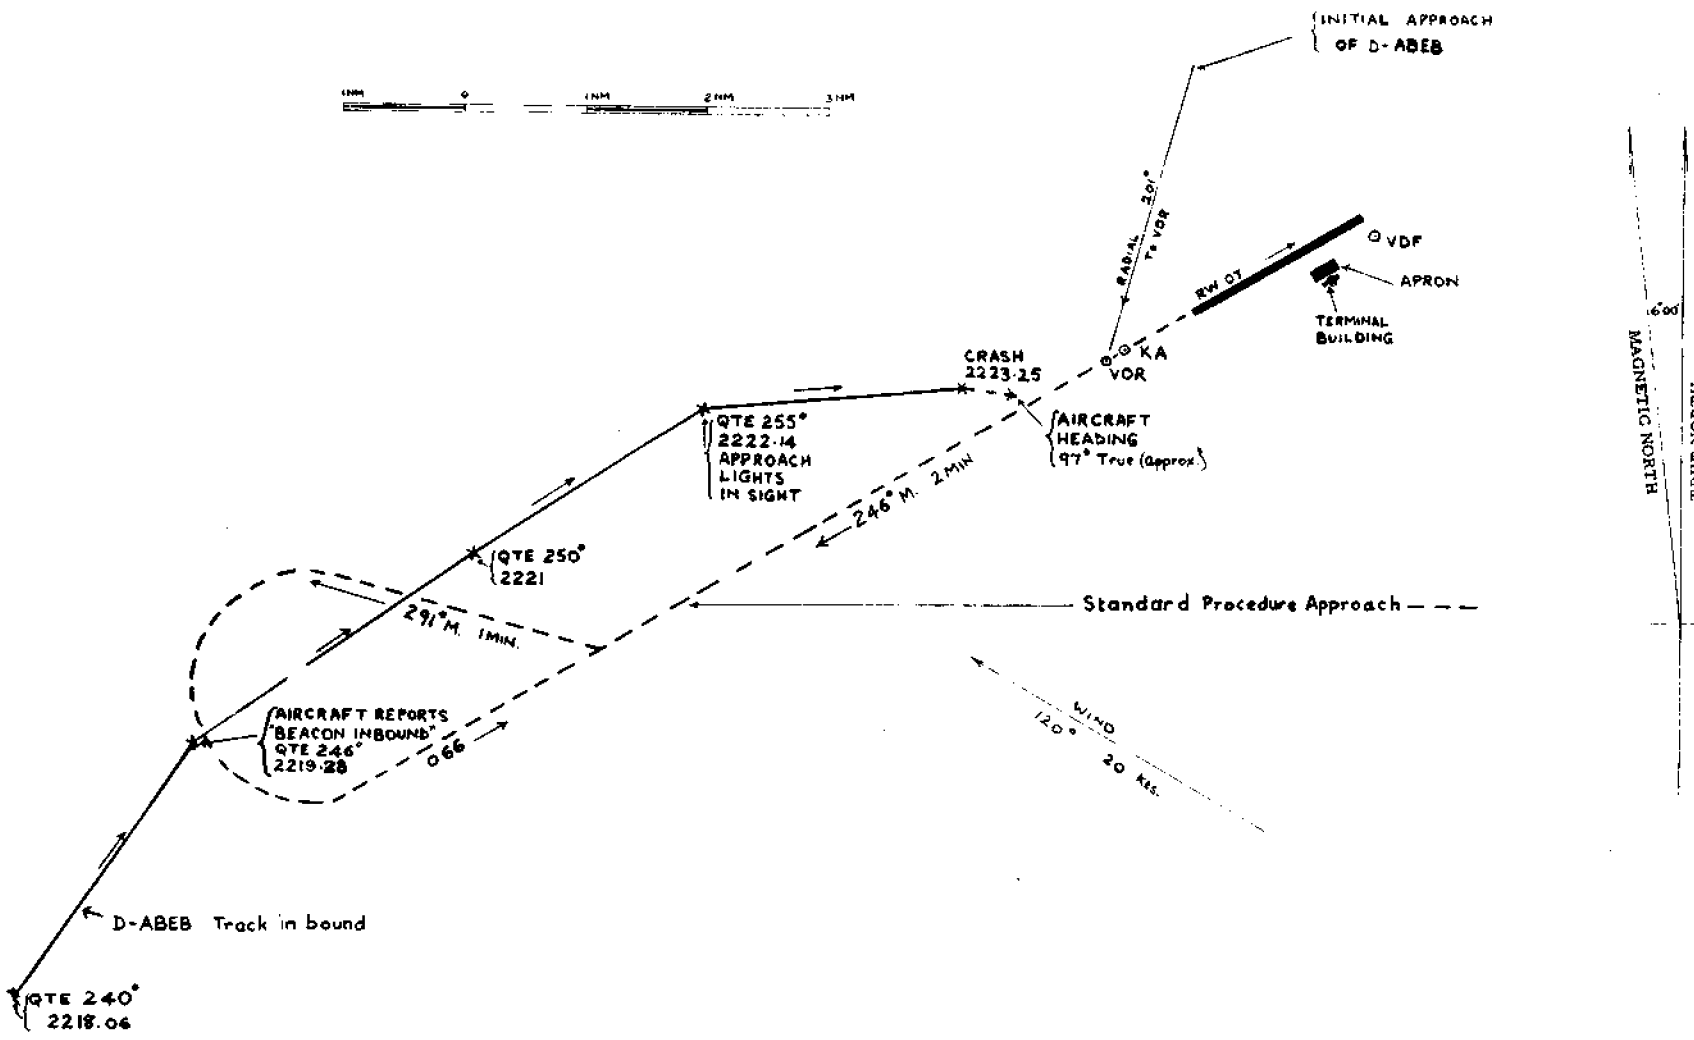 INITIAL APPROACH
OF D-ABEB
1NM 0 1NM 2NM 3NM
RADIAL 201°
To VOR
VDF
RW 07
APRON
TERMINAL
BUILDING
KA
VOR
6°00'
MAGNETIC NORTH
CRASH
2223·25
AIRCRAFT
HEADING
97° True (approx.)
QTE 255°
2222·14
APPROACH
LIGHTS
IN SIGHT
246° M. 2 MIN
QTE 250°
2221
291° M. 1 MIN.
Standard Procedure Approach
AIRCRAFT REPORTS
"BEACON INBOUND"
QTE 246°
2219·28
066
WIND
120° 20 Kts.
D-ABEB Track in bound
QTE 240°
2218.06